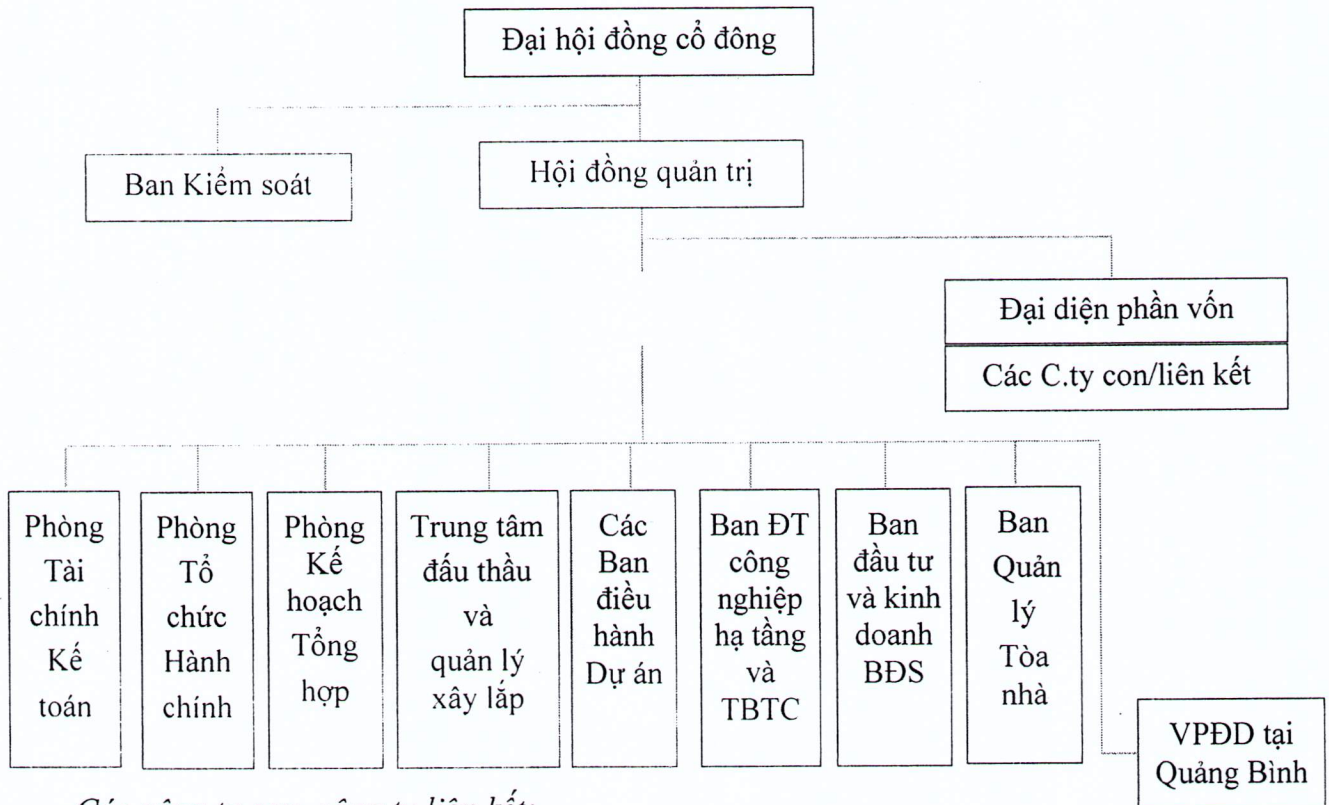 Đại hội đồng cổ đông
Ban Kiểm soát
Hội đồng quản trị
Đại diện phần vốn
Các C.ty con/liên kết
Phòng
Tài
chính
Kế
toán
Phòng
Tổ
chức
Hành
chính
Phòng
Kế
hoạch
Tổng
hợp
Trung tâm
đấu thầu
và
quản lý
xây lắp
Các
Ban
điều
hành
Dự án
Ban ĐT
công
nghiệp
hạ tầng
và
TBTC
Ban
đầu tư
và kinh
doanh
BĐS
Ban
Quản
lý
Tòa
nhà
VPĐD tại
Quảng Bình